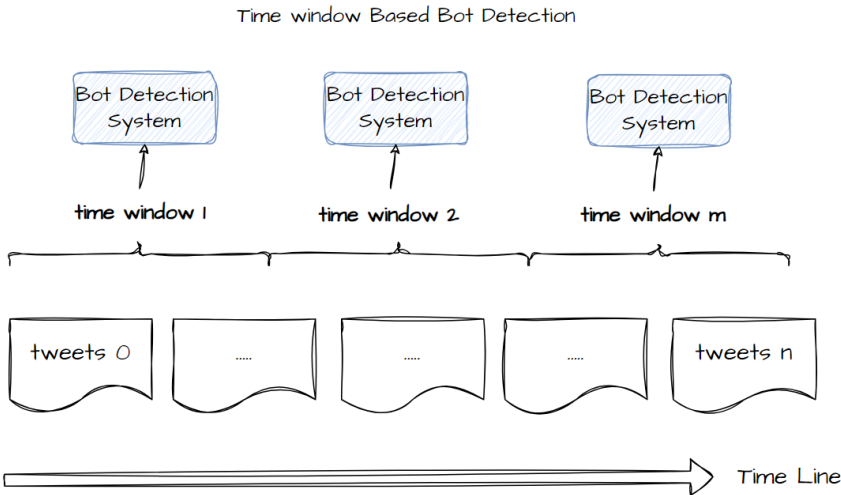 Time window Based Bot Detection
Bot Detection
System
Bot Detection
System
Bot Detection
System
time window 1
time window 2
time window m
tweets 0
.....
.....
.....
tweets n
Time Line